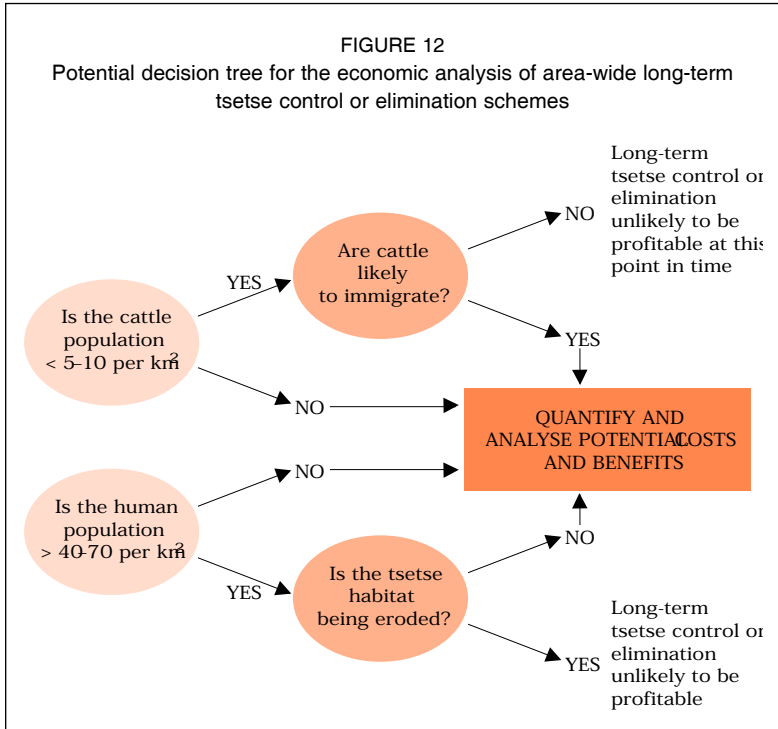 FIGURE 12
Potential decision tree for the economic analysis of area-wide long-term
tsetse control or elimination schemes
Is the cattle
population
< 5–10 per km²
YES
Are cattle
likely
to immigrate?
NO
Long-term
tsetse control or
elimination
unlikely to be
profitable at this
point in time
YES
NO
QUANTIFY AND
ANALYSE POTENTIAL COSTS
AND BENEFITS
Is the human
population
> 40-70 per km²
NO
YES
Is the tsetse
habitat
being eroded?
NO
YES
Long-term
tsetse control or
elimination
unlikely to be
profitable